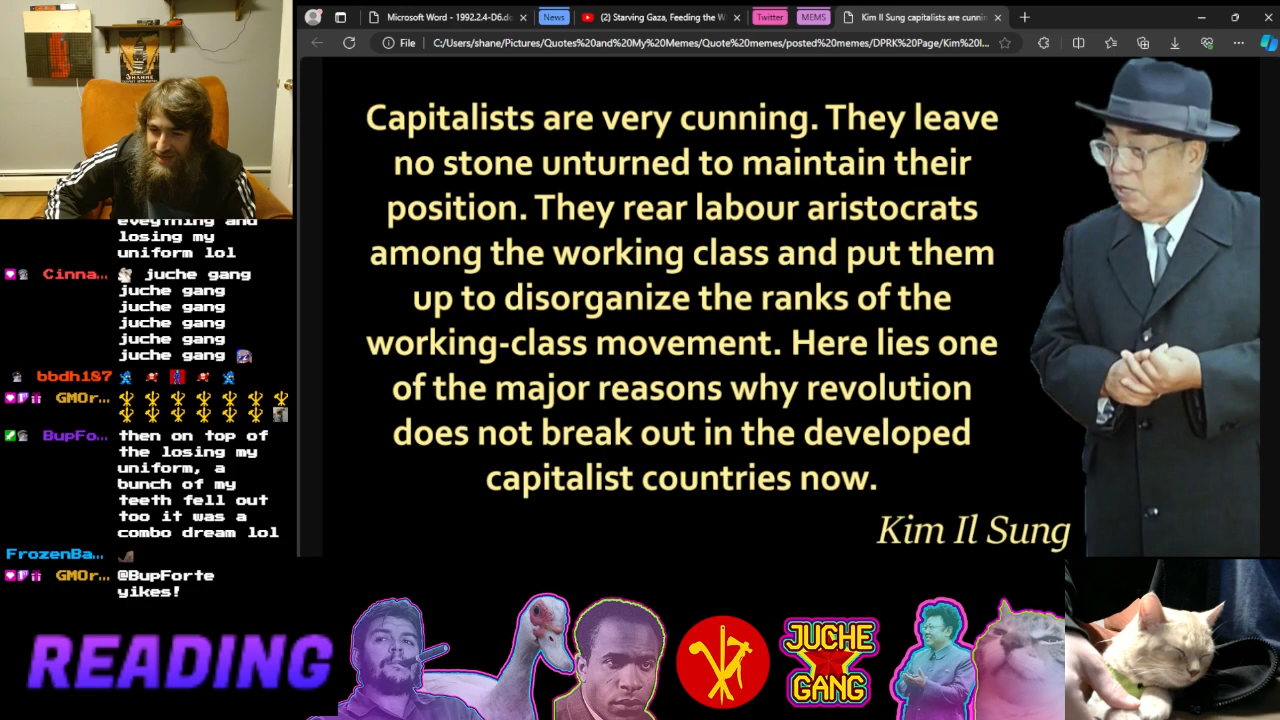 Microsoft Word - 1992.2.4-D6.do
News
(2) Starving Gaza, Feeding the W
Twitter
MEMS
Kim Il Sung capitalists are cunnin
File
C:/Users/shane/Pictures/Quotes%20and%20My%20Memes/Quote%20memes/posted%20memes/DPRK%20Page/Kim%20I...
Capitalists are very cunning. They leave
no stone unturned to maintain their
position. They rear labour aristocrats
among the working class and put them
up to disorganize the ranks of the
working-class movement. Here lies one
of the major reasons why revolution
does not break out in the developed
capitalist countries now.
Kim Il Sung
eveything and
losing my
uniform lol
Cinna... juche gang
juche gang
juche gang
juche gang
juche gang
juche gang
bbdh187
GMOr...
BupFo... then on top of
the losing my
uniform, a
bunch of my
teeth fell out
too it was a
combo dream lol
FrozenBa...
GMOr... @BupForte
yikes!
READING
JUCHE
GANG